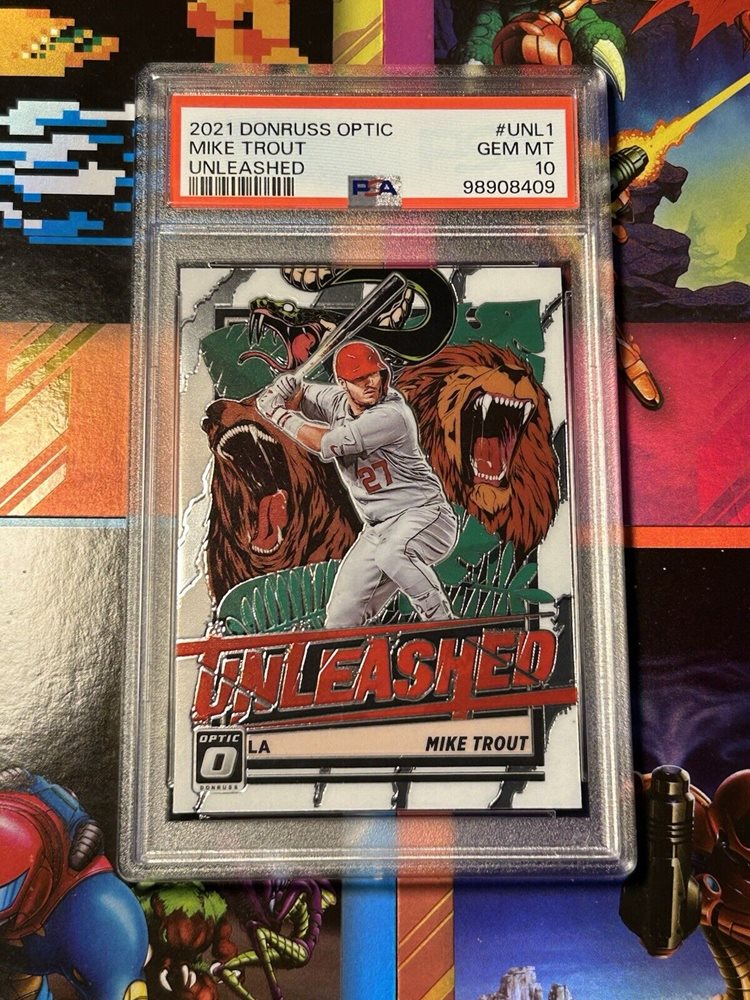 2021 DONRUSS OPTIC #UNL1
MIKE TROUT GEM MT
UNLEASHED 10
PSA 98908409
27
UNLEASHED
OPTIC
DONRUSS
LA MIKE TROUT